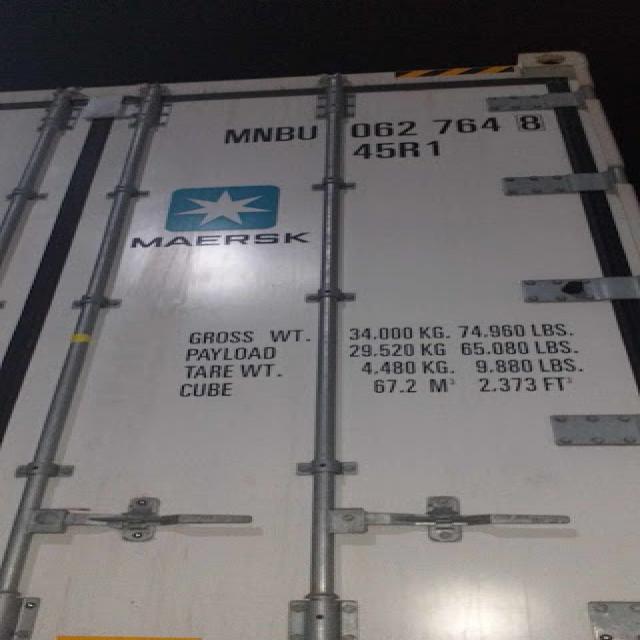 MNBU 062 764 8
45R1
MAERSK
GROSS WT. 34.000 KG. 74.960 LBS.
PAYLOAD 29.520 KG 65.080 LBS.
TARE WT. 4.480 KG. 9.880 LBS.
CUBE 67.2 M³ 2.373 FT³